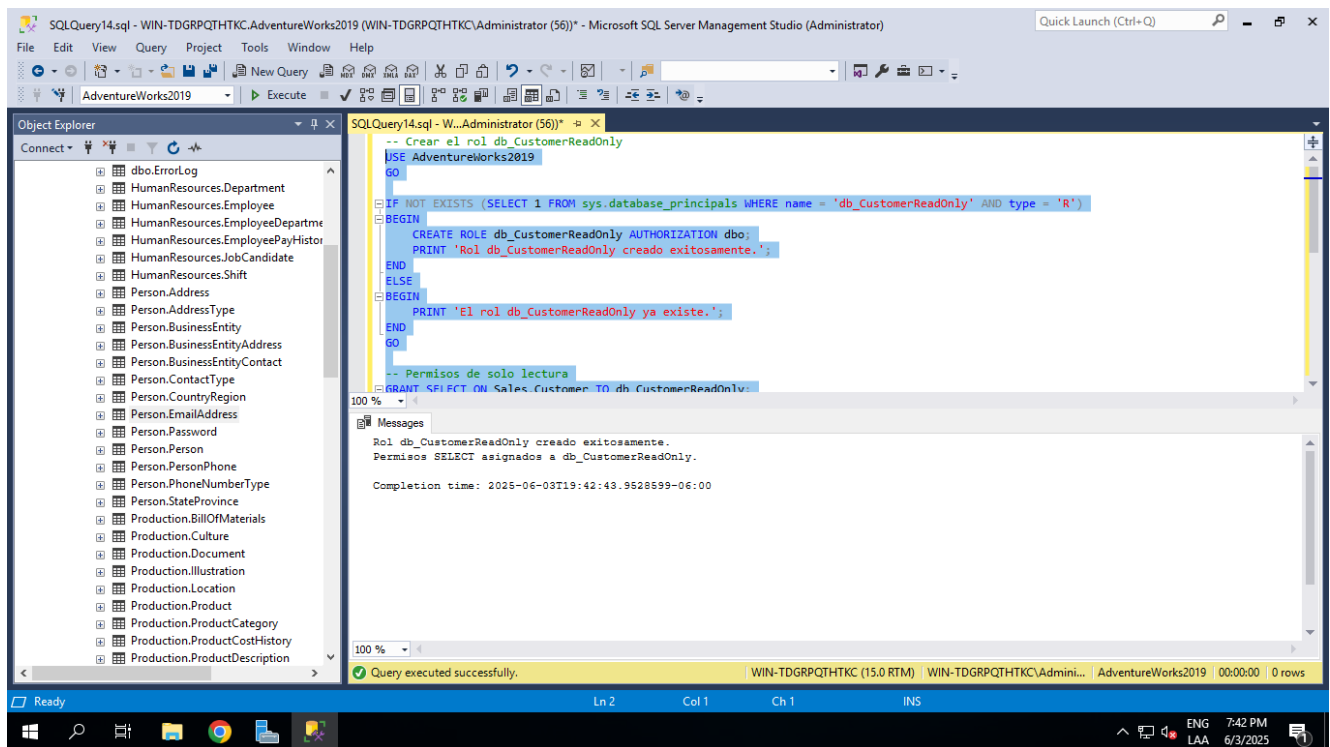 SQLQuery14.sql - WIN-TDGRPQTHTKC.AdventureWorks2019 (WIN-TDGRPQTHTKC\Administrator (56))* - Microsoft SQL Server Management Studio (Administrator)
Quick Launch (Ctrl+Q)
File Edit View Query Project Tools Window Help
New Query
MDX DMX XMLA DAX
AdventureWorks2019 Execute
Object Explorer
Connect
dbo.ErrorLog
HumanResources.Department
HumanResources.Employee
HumanResources.EmployeeDepartme
HumanResources.EmployeePayHistor
HumanResources.JobCandidate
HumanResources.Shift
Person.Address
Person.AddressType
Person.BusinessEntity
Person.BusinessEntityAddress
Person.BusinessEntityContact
Person.ContactType
Person.CountryRegion
Person.EmailAddress
Person.Password
Person.Person
Person.PersonPhone
Person.PhoneNumberType
Person.StateProvince
Production.BillOfMaterials
Production.Culture
Production.Document
Production.Illustration
Production.Location
Production.Product
Production.ProductCategory
Production.ProductCostHistory
Production.ProductDescription
SQLQuery14.sql - W...Administrator (56))*
-- Crear el rol db_CustomerReadOnly
USE AdventureWorks2019
GO
IF NOT EXISTS (SELECT 1 FROM sys.database_principals WHERE name = 'db_CustomerReadOnly' AND type = 'R')
BEGIN
CREATE ROLE db_CustomerReadOnly AUTHORIZATION dbo;
PRINT 'Rol db_CustomerReadOnly creado exitosamente.';
END
ELSE
BEGIN
PRINT 'El rol db_CustomerReadOnly ya existe.';
END
GO
-- Permisos de solo lectura
GRANT SELECT ON Sales.Customer TO db_CustomerReadOnly;
100 %
Messages
Rol db_CustomerReadOnly creado exitosamente.
Permisos SELECT asignados a db_CustomerReadOnly.
Completion time: 2025-06-03T19:42:43.9528599-06:00
100 %
Query executed successfully.
WIN-TDGRPQTHTKC (15.0 RTM) WIN-TDGRPQTHTKC\Admini... AdventureWorks2019 00:00:00 0 rows
Ready Ln 2 Col 1 Ch 1 INS
ENG 7:42 PM
LAA 6/3/2025
1